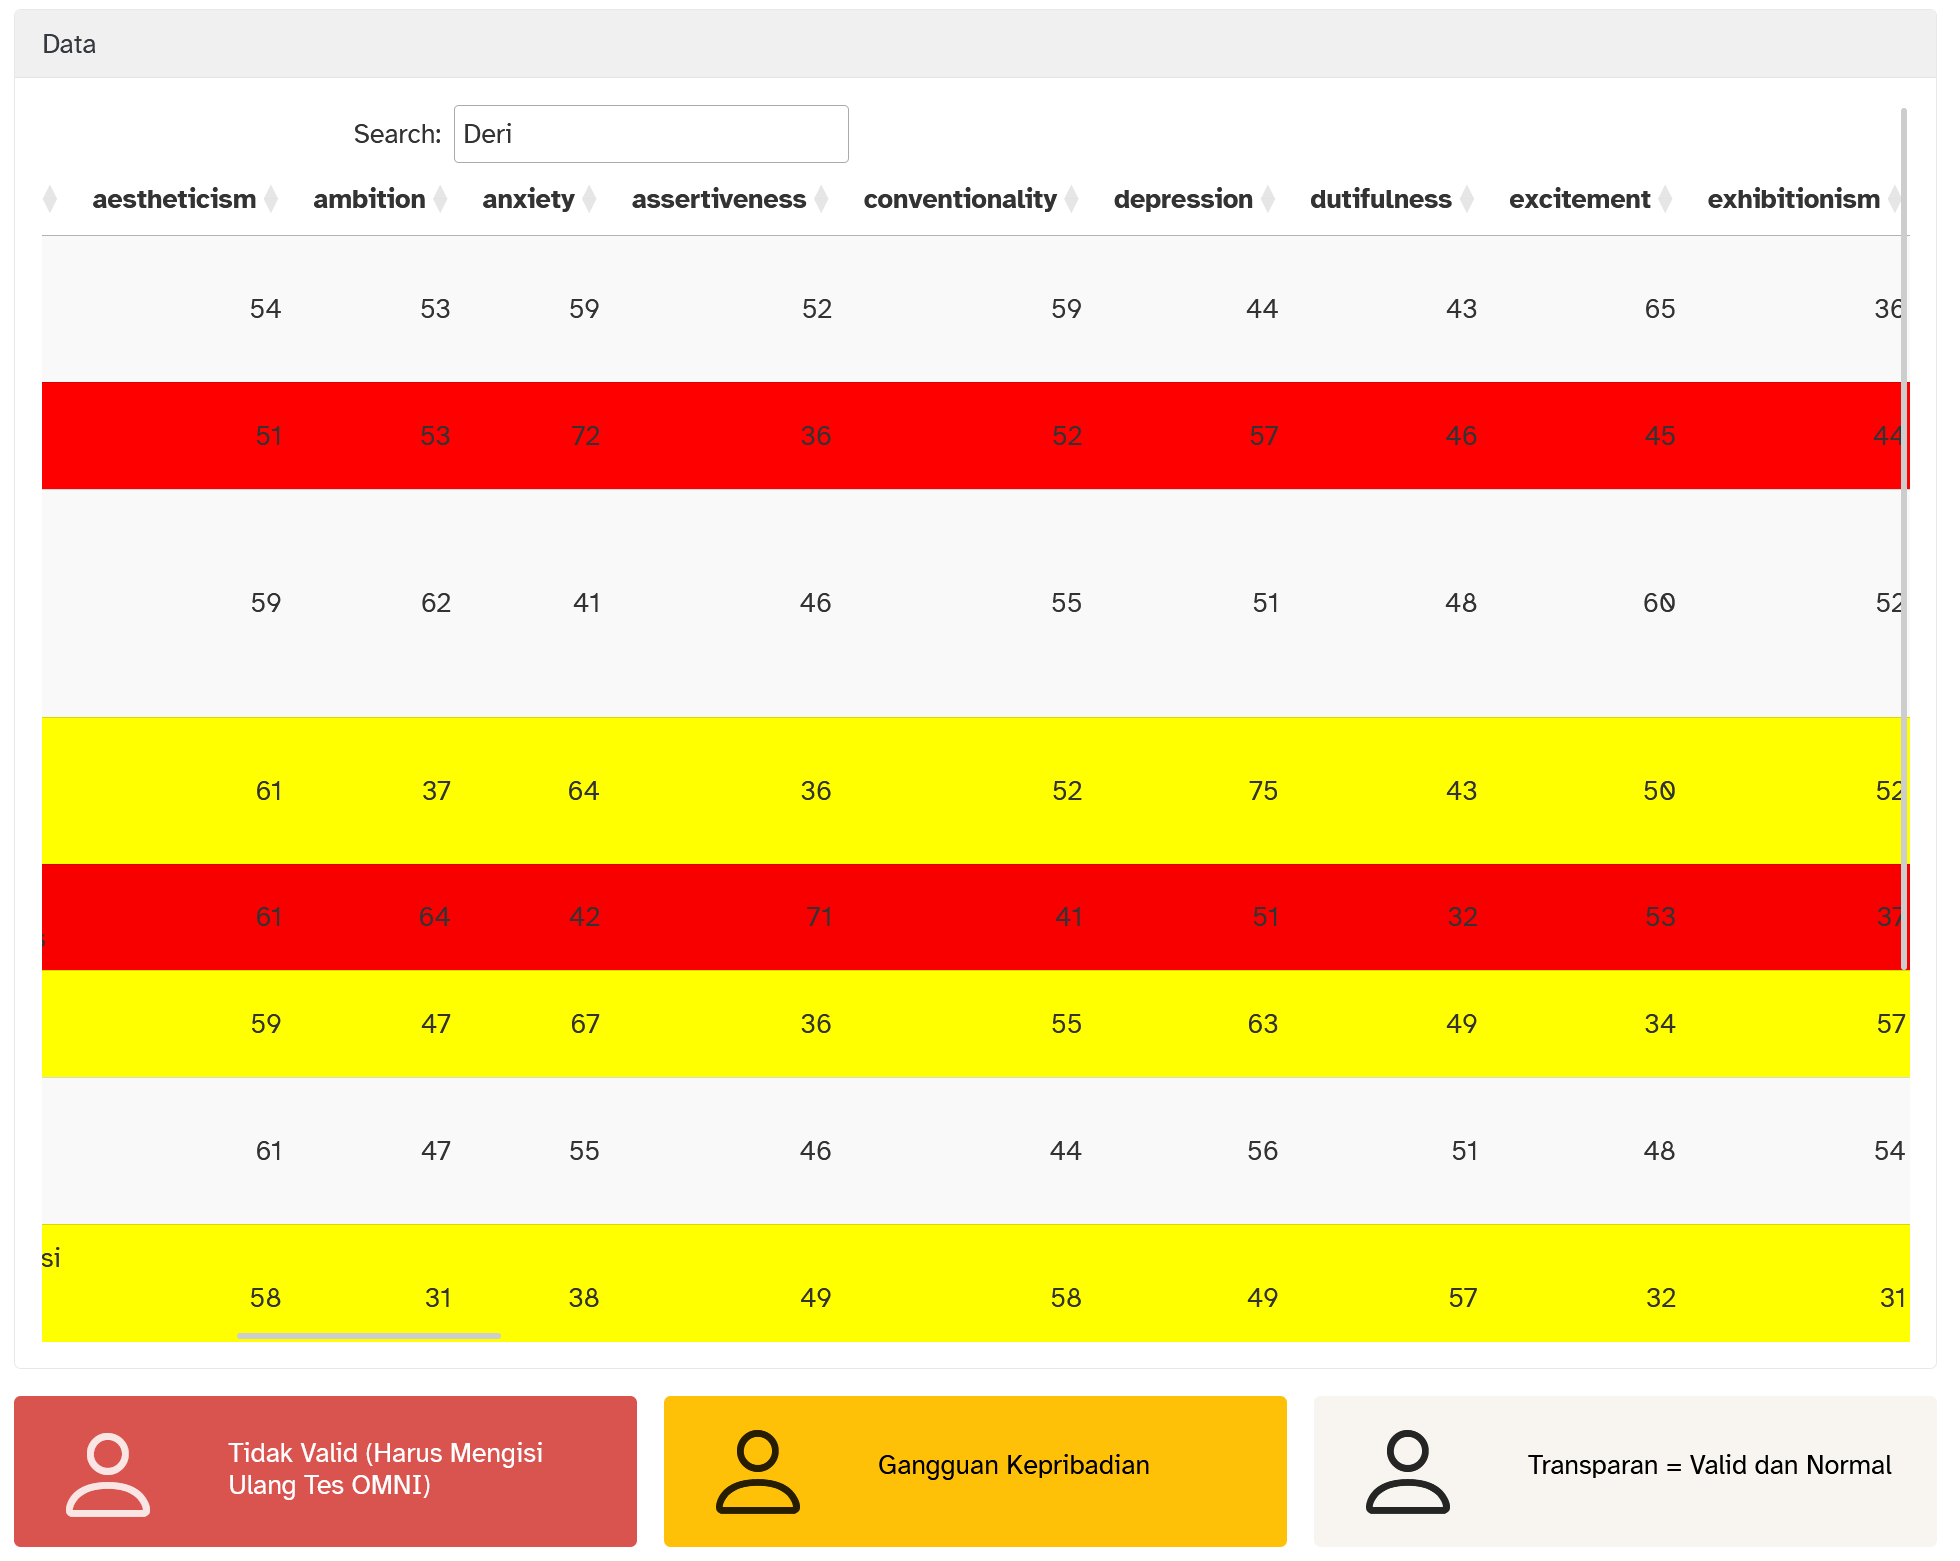 Data
Search: Deri
aestheticism ambition anxiety assertiveness conventionality depression dutifulness excitement exhibitionism
54 53 59 52 59 44 43 65 36
51 53 72 36 52 57 46 45 44
59 62 41 46 55 51 48 60 52
61 37 64 36 52 75 43 50 52
61 64 42 71 41 51 32 53 37
s
59 47 67 36 55 63 49 34 57
61 47 55 46 44 56 51 48 54
si
58 31 38 49 58 49 57 32 31
Tidak Valid (Harus Mengisi
Ulang Tes OMNI)
Gangguan Kepribadian
Transparan = Valid dan Normal